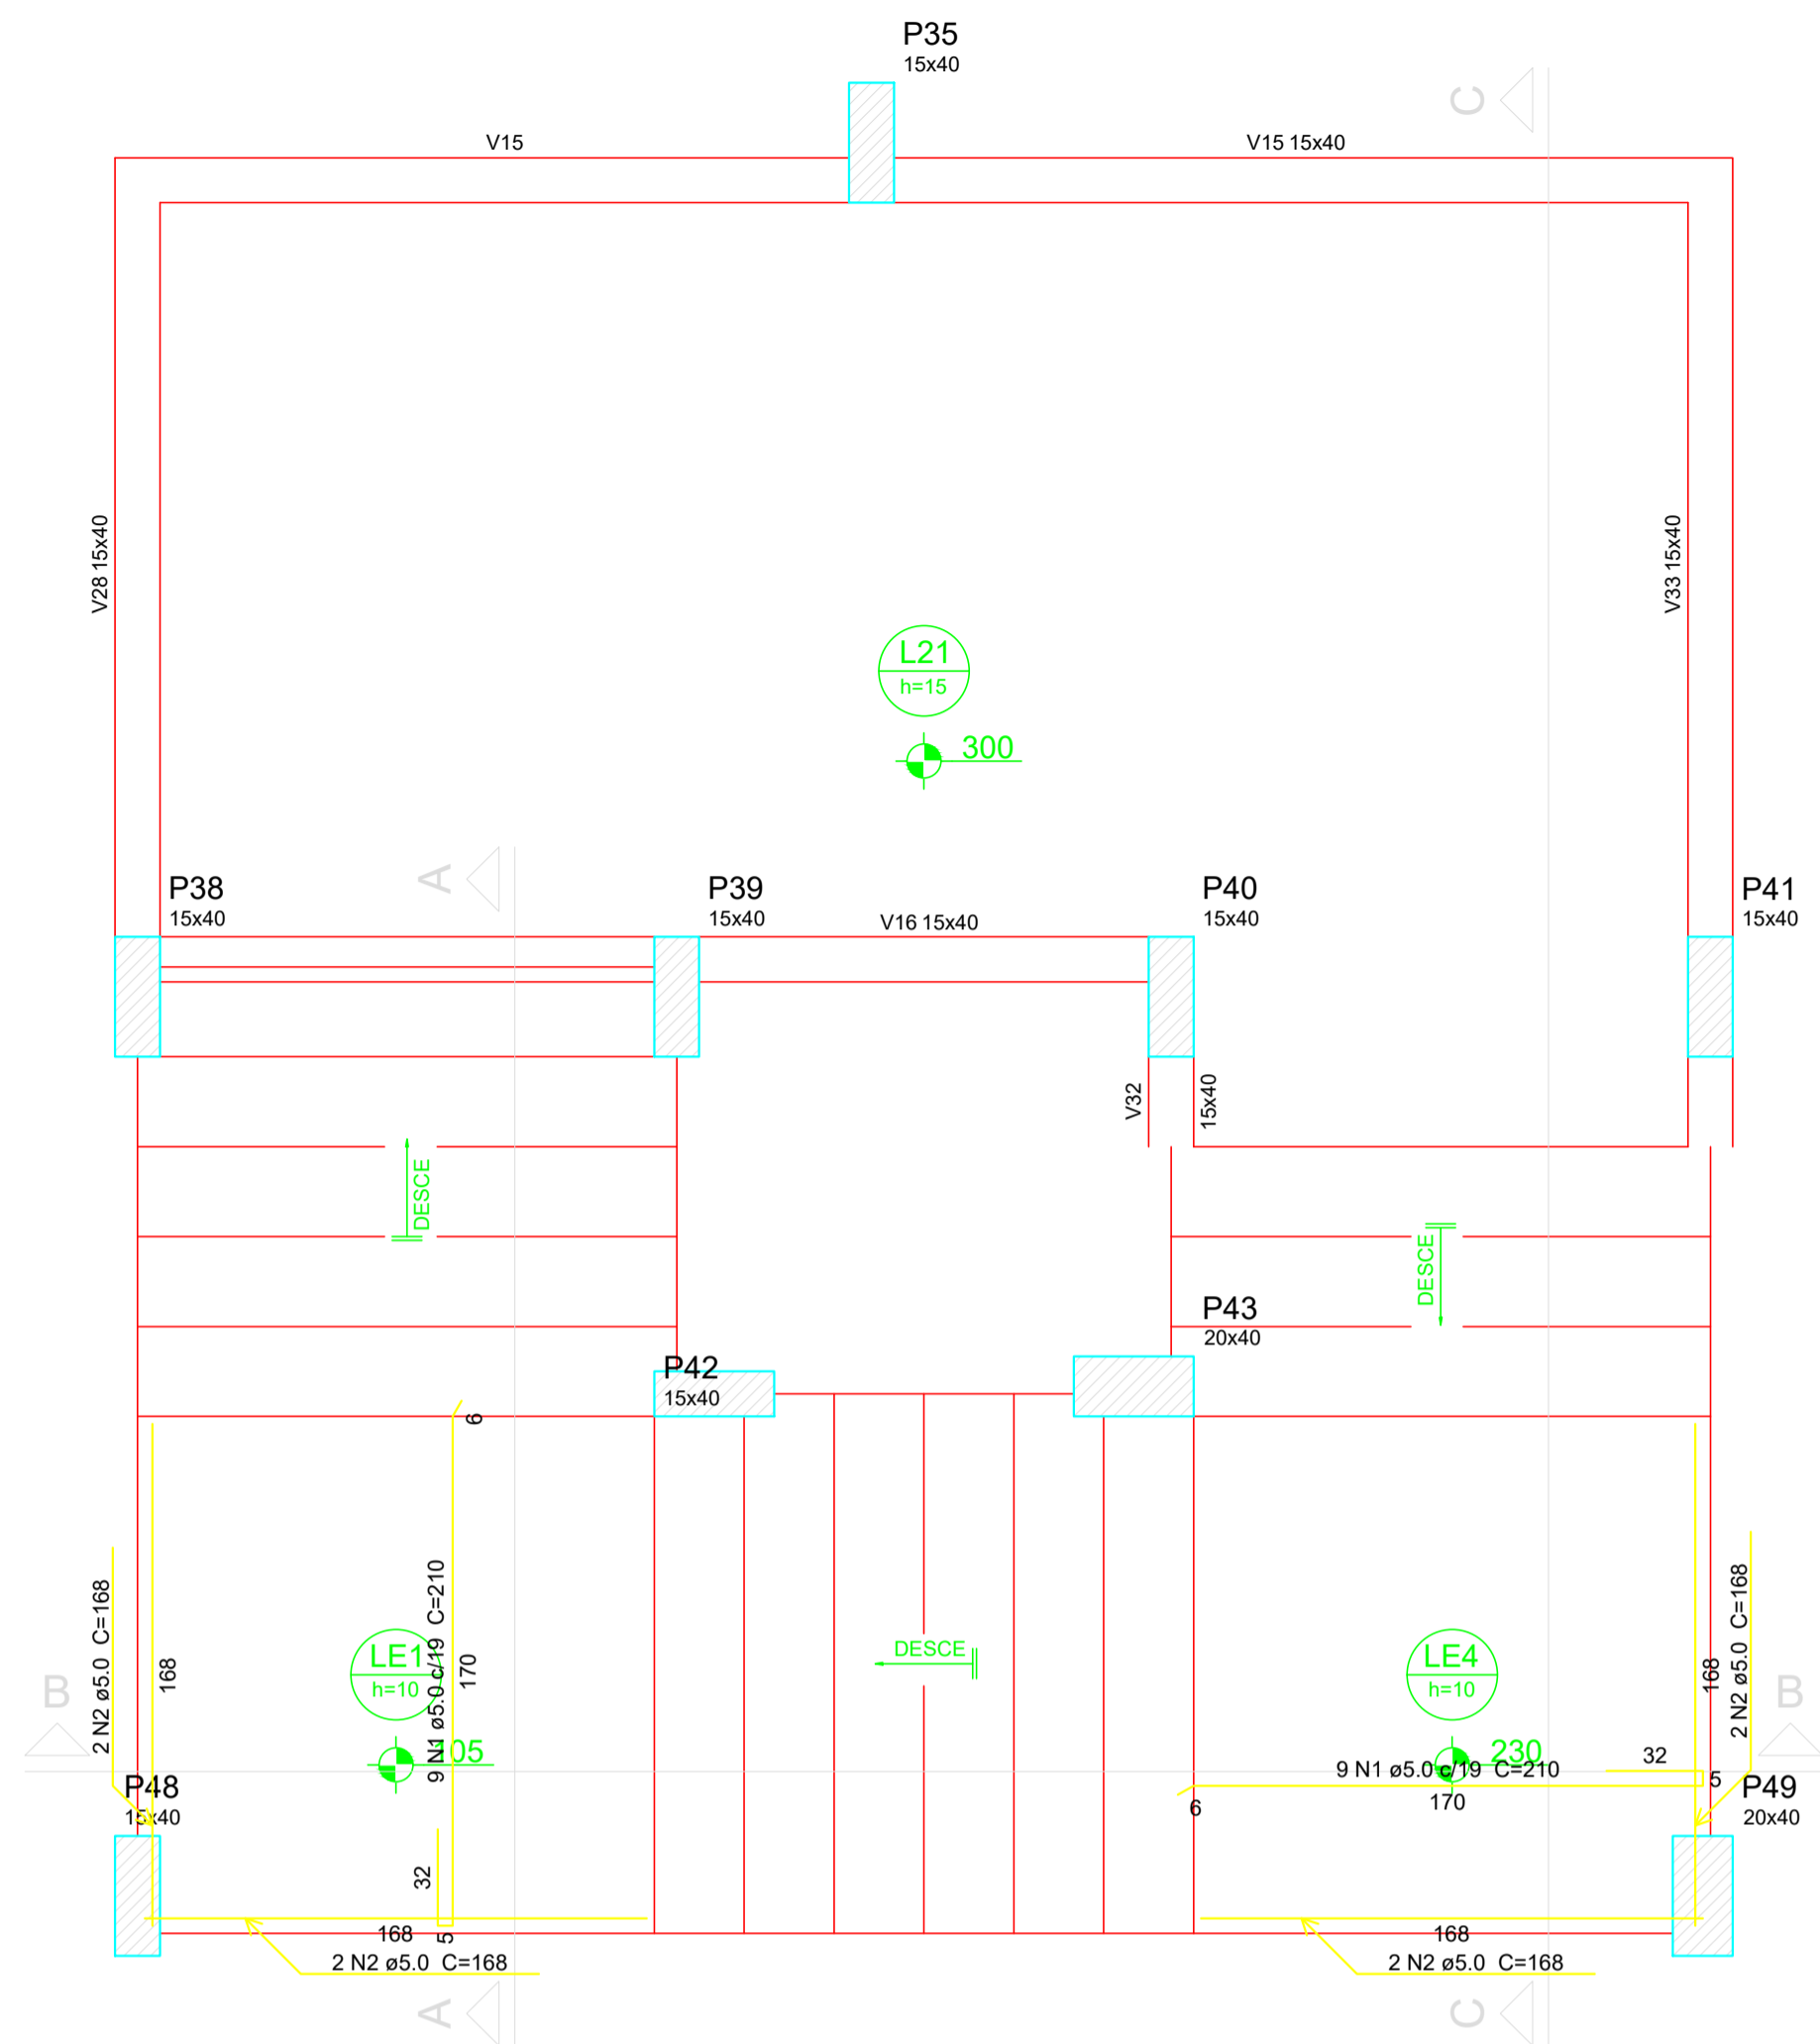 P35
15x40
C
V15
V15 15x40
V28 15x40
V33 15x40
L21
h=15
300
A
P38
15x40
P39
15x40
V16 15x40
P40
15x40
P41
15x40
V32
15x40
DESCE
DESCE
P43
20x40
P42
15x40
6
2 N2 ø5.0 C=168
168
LE1
h=10
9 N1 ø5.0 c/19 C=210
170
105
DESCE
LE4
h=10
230
168
2 N2 ø5.0 C=168
B
B
9 N1 ø5.0 c/19 C=210
32
5
6
170
P48
15x40
P49
20x40
32
168
5
2 N2 ø5.0 C=168
168
2 N2 ø5.0 C=168
A
C